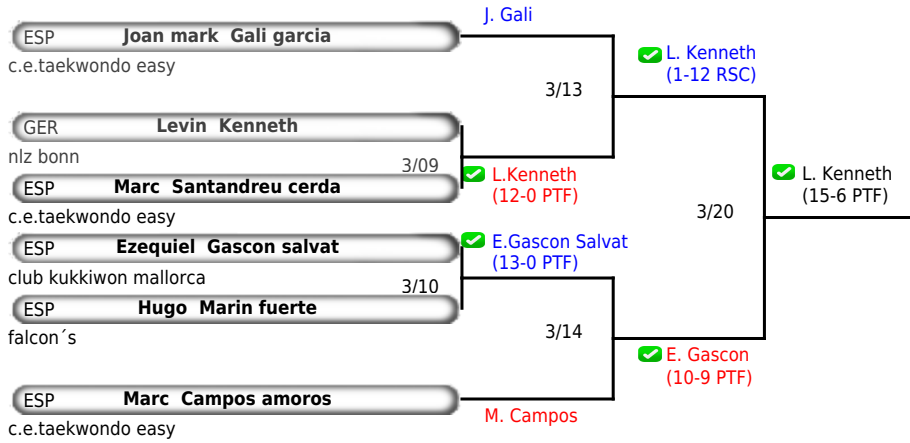 J. Gali
ESP Joan mark Gali garcia
c.e.taekwondo easy
L. Kenneth
(1-12 RSC)
3/13
GER Levin Kenneth
nlz bonn
3/09
ESP Marc Santandreu cerda
c.e.taekwondo easy
L.Kenneth
(12-0 PTF)
L. Kenneth
(15-6 PTF)
3/20
ESP Ezequiel Gascon salvat
club kukkiwon mallorca
E.Gascon Salvat
(13-0 PTF)
3/10
ESP Hugo Marin fuerte
falcon´s
3/14
E. Gascon
(10-9 PTF)
ESP Marc Campos amoros
c.e.taekwondo easy
M. Campos